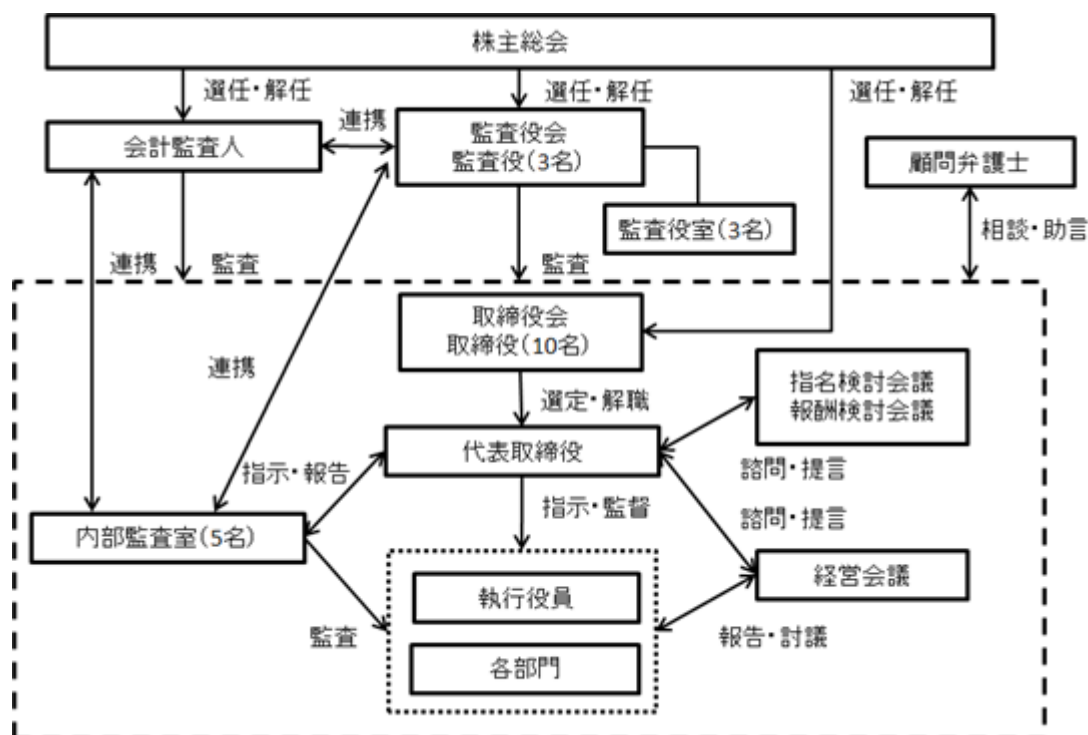 株主総会
選任・解任
選任・解任
選任・解任
会計監査人
連携
監査役会
監査役(3名)
顧問弁護士
監査役室(3名)
相談・助言
連携
監査
監査
取締役会
取締役(10名)
連携
選定・解職
指名検討会議
報酬検討会議
代表取締役
指示・報告
諮問・提言
指示・監督
諮問・提言
内部監査室(5名)
経営会議
執行役員
監査
報告・討議
各部門